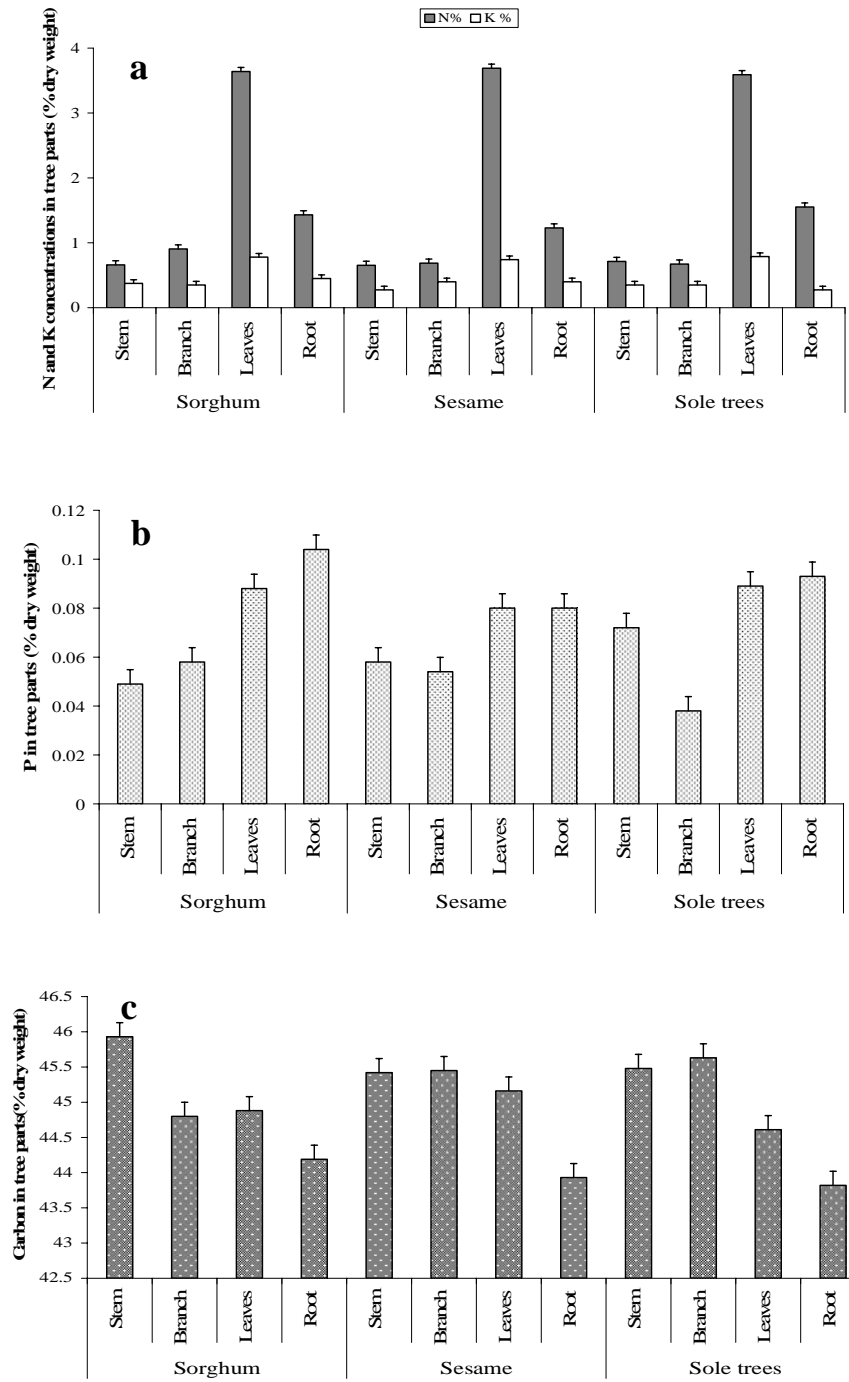 N% K %
a
N and K concentrations in tree parts (% dry weight)
4
3
2
1
0
Stem Branch Leaves Root Stem Branch Leaves Root Stem Branch Leaves Root
Sorghum Sesame Sole trees
b
P in tree parts (% dry weight)
0.12
0.1
0.08
0.06
0.04
0.02
0
Stem Branch Leaves Root Stem Branch Leaves Root Stem Branch Leaves Root
Sorghum Sesame Sole trees
c
Carbon in tree parts(% dry weight)
46.5
46
45.5
45
44.5
44
43.5
43
42.5
Stem Branch Leaves Root Stem Branch Leaves Root Stem Branch Leaves Root
Sorghum Sesame Sole trees